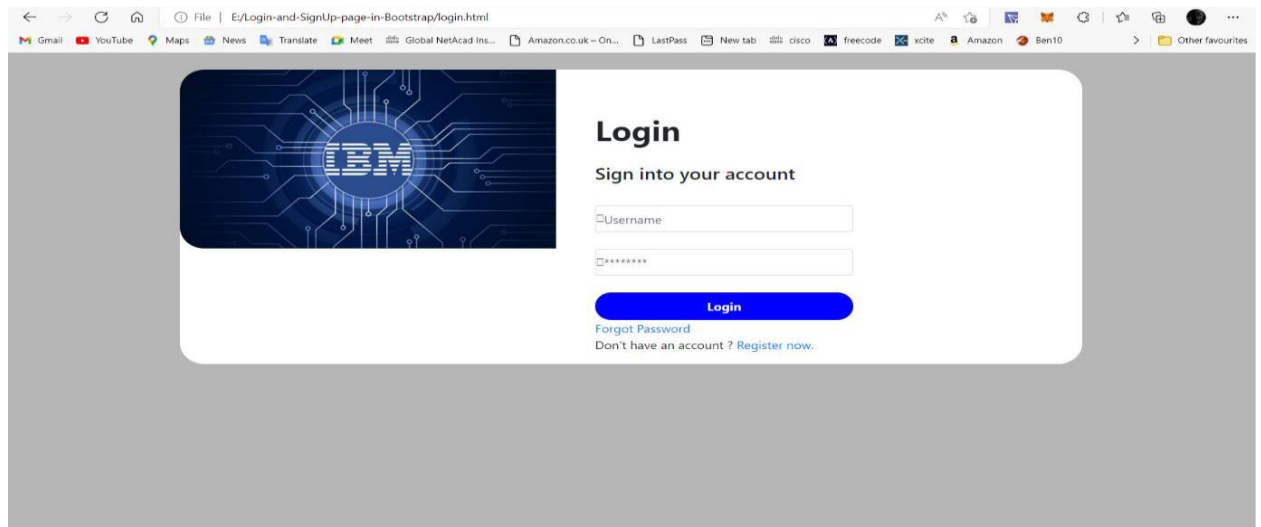 File | E:/Login-and-SignUp-page-in-Bootstrap/login.html
Gmail YouTube Maps News Translate Meet Global NetAcad Ins... Amazon.co.uk – On... LastPass New tab cisco freecode xcite Amazon Ben10 Other favourites
IBM
Login
Sign into your account
Username
********
Login
Forgot Password
Don't have an account ? Register now.